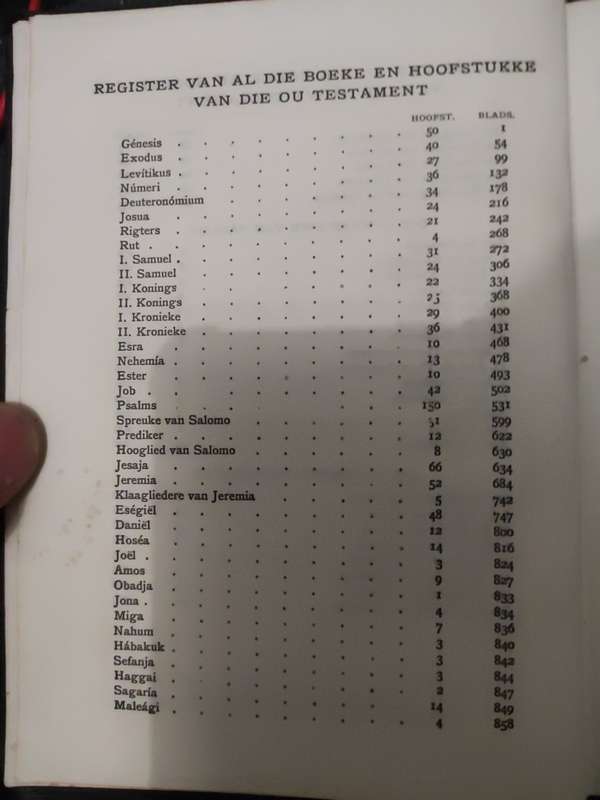 REGISTER VAN AL DIE BOEKE EN HOOFSTUKKE
VAN DIE OU TESTAMENT
HOOFST. BLADS.
Génesis . . . . . . . . . 50 1
Exodus . . . . . . . . . 40 54
Levítikus . . . . . . . . . 27 99
Númeri . . . . . . . . . 36 132
Deuteronómium . . . . . . . 34 178
Josua . . . . . . . . . 24 216
Rigters . . . . . . . . . 21 242
Rut . . . . . . . . . . 4 268
I. Samuel . . . . . . . . . 31 272
II. Samuel . . . . . . . . 24 306
I. Konings . . . . . . . . 22 334
II. Konings . . . . . . . . 25 368
I. Kronieke . . . . . . . . 29 400
II. Kronieke . . . . . . . . 36 431
Esra . . . . . . . . . 10 468
Nehemía . . . . . . . . . 13 478
Ester . . . . . . . . . 10 493
Job . . . . . . . . . . 42 502
Psalms . . . . . . . . . 150 531
Spreuke van Salomo . . . . . . 31 599
Prediker . . . . . . . . . 12 622
Hooglied van Salomo . . . . . . 8 630
Jesaja . . . . . . . . . 66 634
Jeremia . . . . . . . . . 52 684
Klaagliedere van Jeremia . . . . . 5 742
Eségiël . . . . . . . . . 48 747
Daniël . . . . . . . . . 12 800
Hoséa . . . . . . . . . 14 816
Joël . . . . . . . . . . 3 824
Amos . . . . . . . . . 9 827
Obadja . . . . . . . . . 1 833
Jona . . . . . . . . . . 4 834
Miga . . . . . . . . . 7 836
Nahum . . . . . . . . . 3 840
Hábakuk . . . . . . . . . 3 842
Sefanja . . . . . . . . . 3 844
Haggai . . . . . . . . . 2 847
Sagaría . . . . . . . . . 14 849
Maleági . . . . . . . . . 4 858